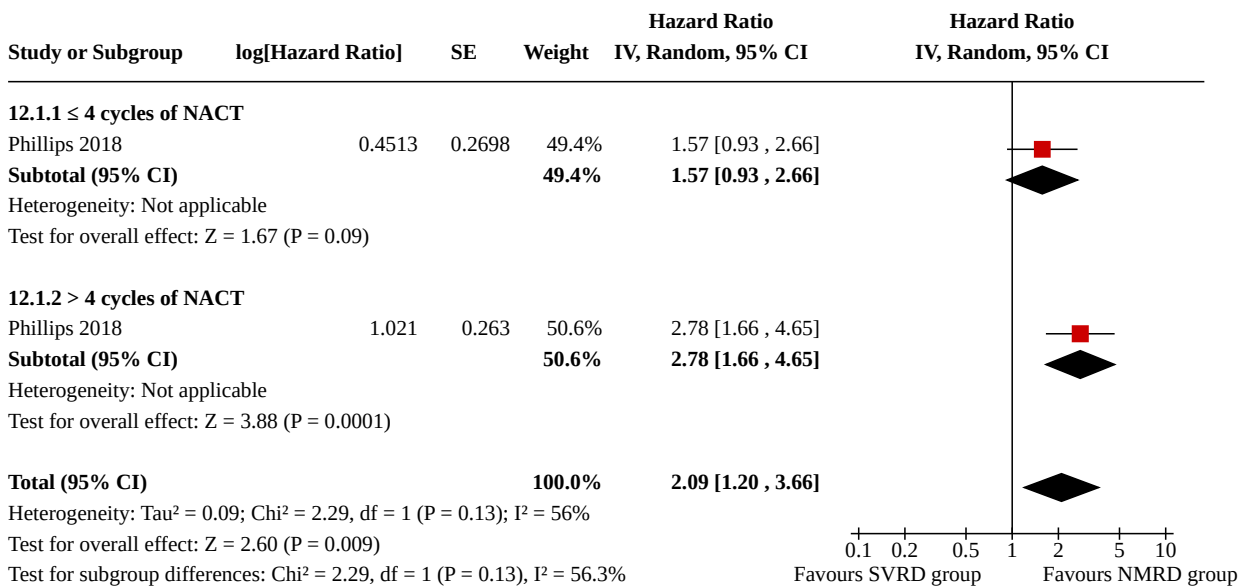 Hazard Ratio Hazard Ratio
Study or Subgroup log[Hazard Ratio] SE Weight IV, Random, 95% CI IV, Random, 95% CI
12.1.1 ≤ 4 cycles of NACT
Phillips 2018 0.4513 0.2698 49.4% 1.57 [0.93 , 2.66]
Subtotal (95% CI) 49.4% 1.57 [0.93 , 2.66]
Heterogeneity: Not applicable
Test for overall effect: Z = 1.67 (P = 0.09)
12.1.2 > 4 cycles of NACT
Phillips 2018 1.021 0.263 50.6% 2.78 [1.66 , 4.65]
Subtotal (95% CI) 50.6% 2.78 [1.66 , 4.65]
Heterogeneity: Not applicable
Test for overall effect: Z = 3.88 (P = 0.0001)
Total (95% CI) 100.0% 2.09 [1.20 , 3.66]
Heterogeneity: Tau² = 0.09; Chi² = 2.29, df = 1 (P = 0.13); I² = 56%
Test for overall effect: Z = 2.60 (P = 0.009) 0.1 0.2 0.5 1 2 5 10
Test for subgroup differences: Chi² = 2.29, df = 1 (P = 0.13), I² = 56.3% Favours SVRD group Favours NMRD group